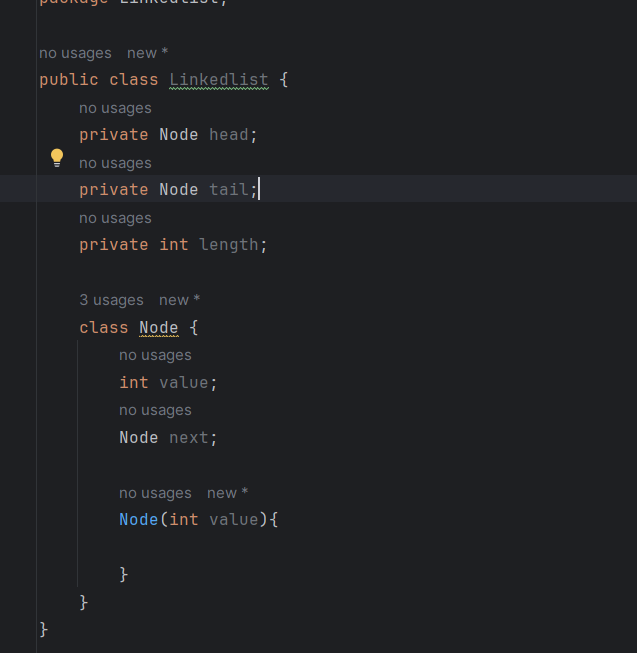 package Linkedlist;
no usages new *
public class Linkedlist {
no usages
private Node head;
no usages
private Node tail;
no usages
private int length;
3 usages new *
class Node {
no usages
int value;
no usages
Node next;
no usages new *
Node(int value){
}
}
}